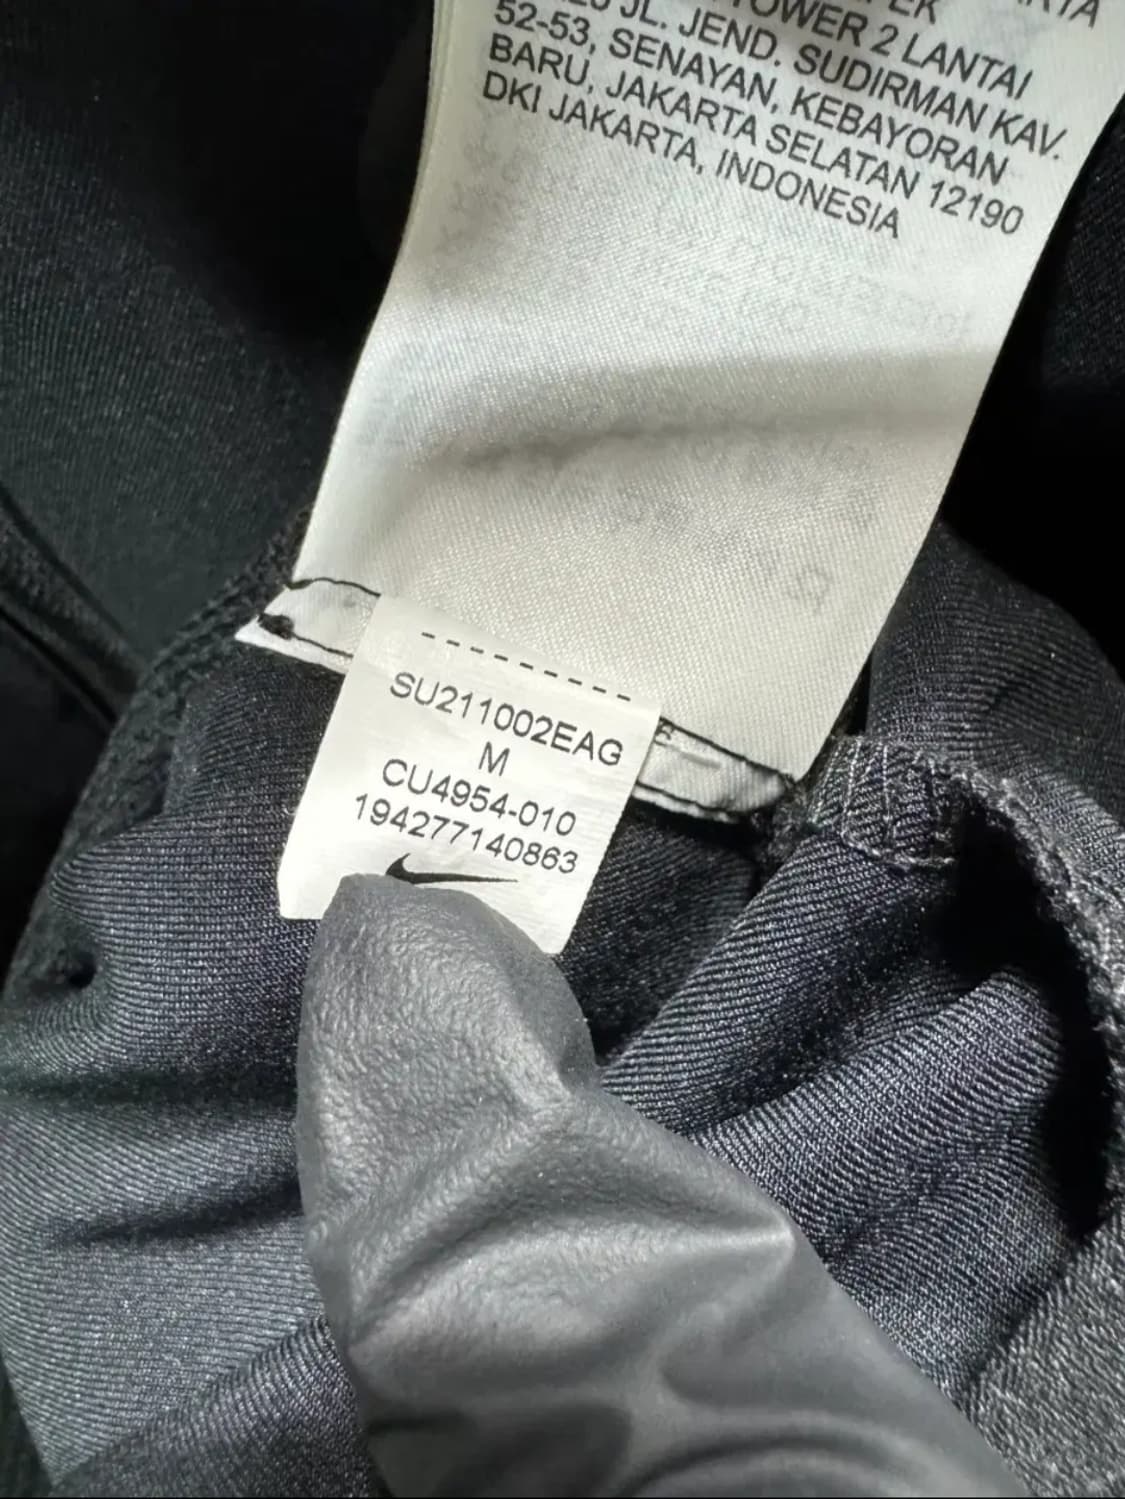 TOWER 2 LANTAI
JL. JEND. SUDIRMAN KAV.
52-53, SENAYAN, KEBAYORAN
BARU, JAKARTA SELATAN 12190
DKI JAKARTA, INDONESIA
SU211002EAG
M
CU4954-010
194277140863